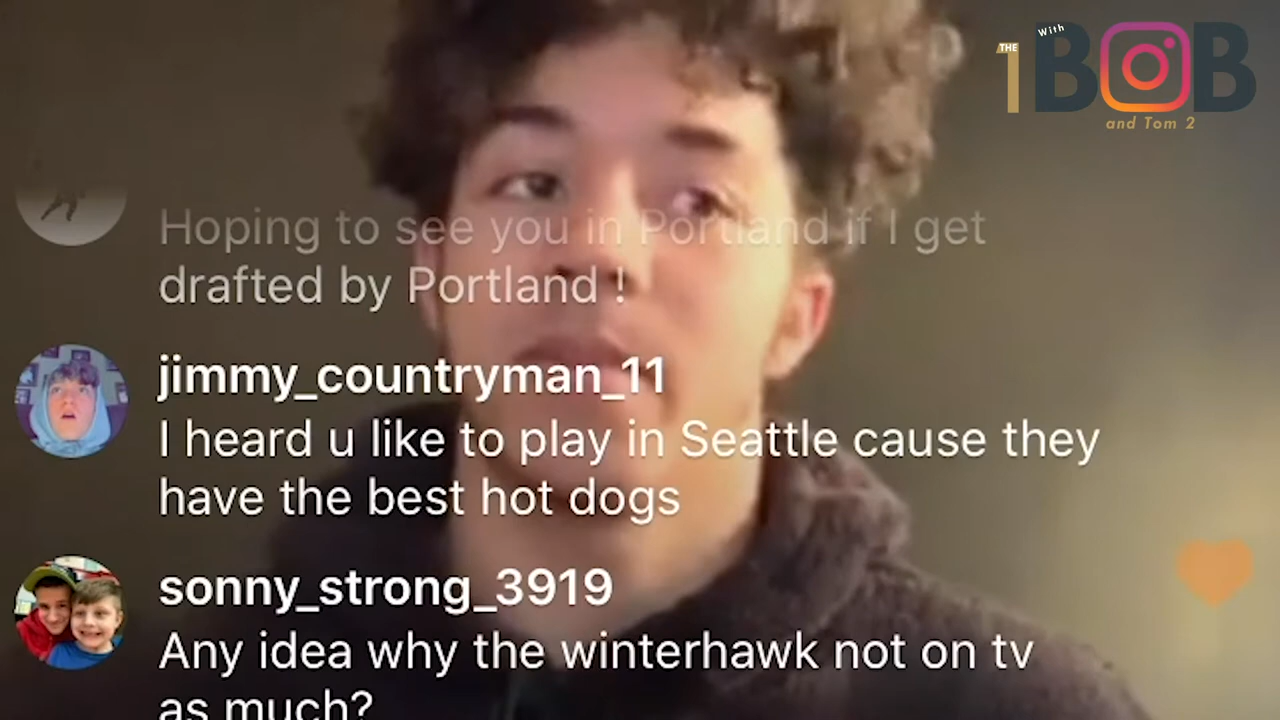 THE 1 With BOB
and Tom 2
Hoping to see you in Portland if I get
drafted by Portland !
jimmy_countryman_11
I heard u like to play in Seattle cause they
have the best hot dogs
sonny_strong_3919
Any idea why the winterhawk not on tv
as much?